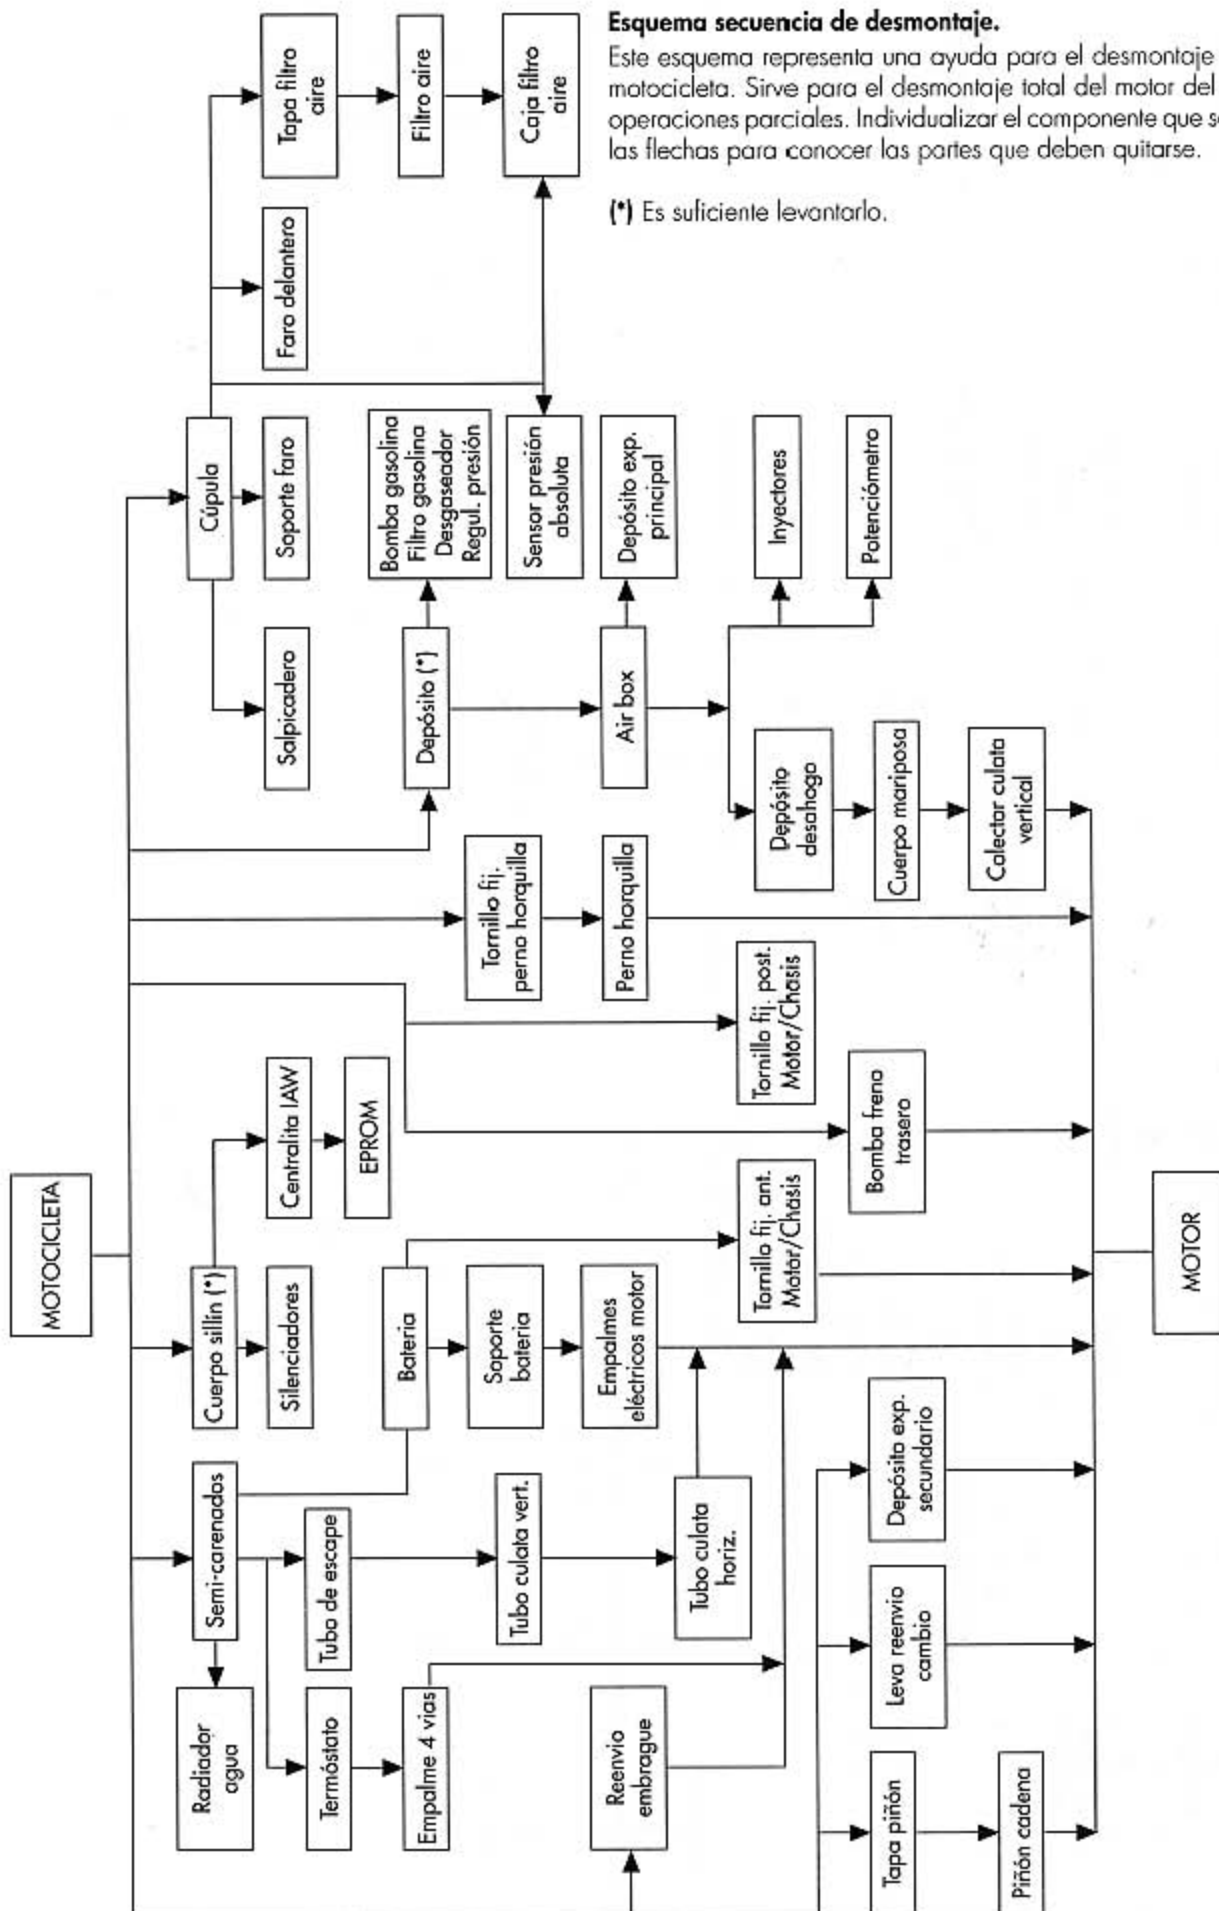 Esquema secuencia de desmontaje.
Este esquema representa una ayuda para el desmontaje
motocicleta. Sirve para el desmontaje total del motor del
operaciones parciales. Individualizar el componente que s
las flechas para conocer las partes que deben quitarse.
(*) Es suficiente levantarlo.
Tapa filtro
aire
Filtro aire
Caja filtro
aire
Faro delantero
Cúpula
Soporte faro
Salpicadero
Bomba gasolina
Filtro gasolina
Desgaseador
Regul. presión
Sensor presión
absoluta
Depósito exp.
principal
Inyectores
Potenciómetro
Depósito (*)
Air box
Depósito
desahogo
Cuerpo mariposa
Colector culata
vertical
Tornillo fij.
perno horquilla
Perno horquilla
Tornillo fij. post.
Motor/Chasis
Centralita IAW
EPROM
Bomba freno
trasero
MOTOCICLETA
Cuerpo sillín (*)
Silenciadores
Bateria
Soporte
bateria
Empalmes
eléctricos motor
Tornillo fij. ant.
Motor/Chasis
MOTOR
Semi-carenados
Tubo de escape
Tubo culata vert.
Tubo culata
horiz.
Depósito exp.
secundario
Radiador
agua
Termóstato
Empalme 4 vias
Reenvio
embrague
Leva reenvio
cambio
Tapa piñón
Piñón cadena